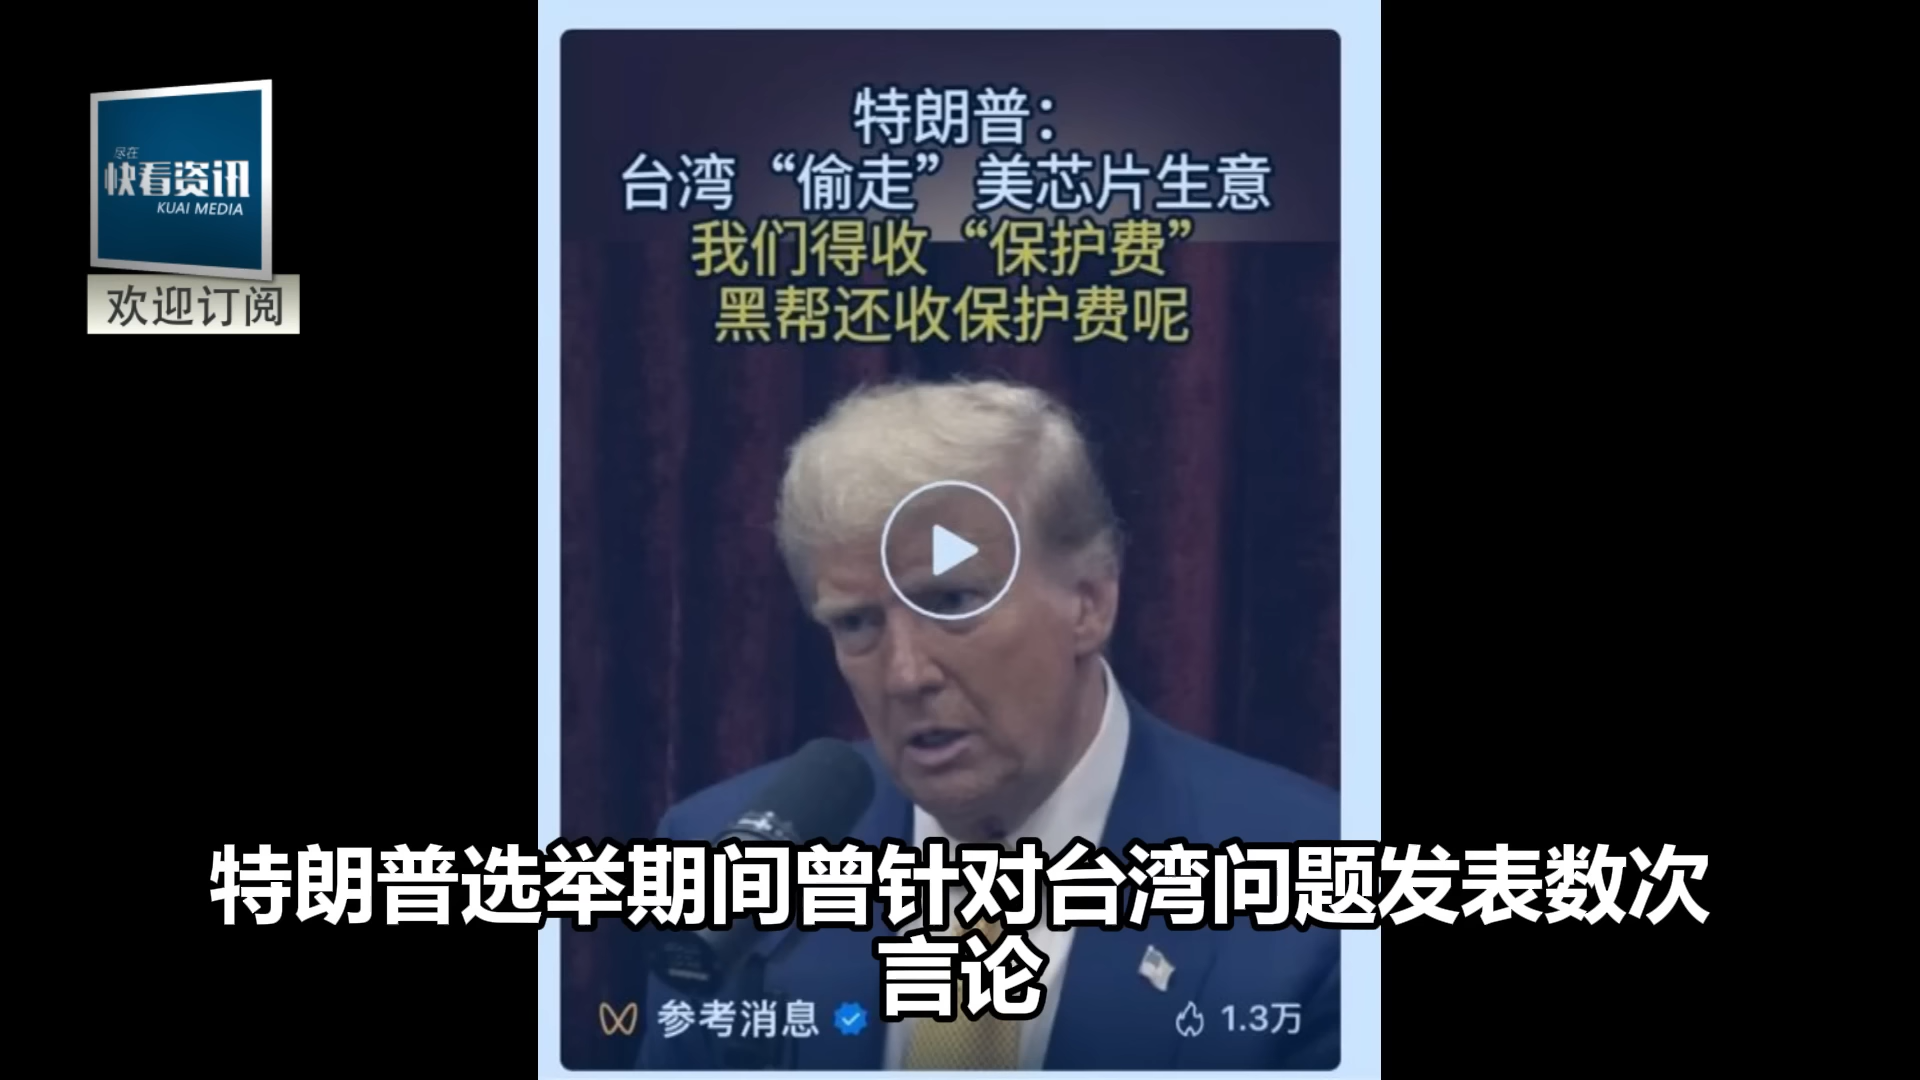 特朗普：
台湾“偷走”美芯片生意
我们得收“保护费”
黑帮还收保护费呢
尽在
快看资讯
KUAI MEDIA
欢迎订阅
特朗普选举期间曾针对台湾问题发表数次
言论
参考消息
1.3万